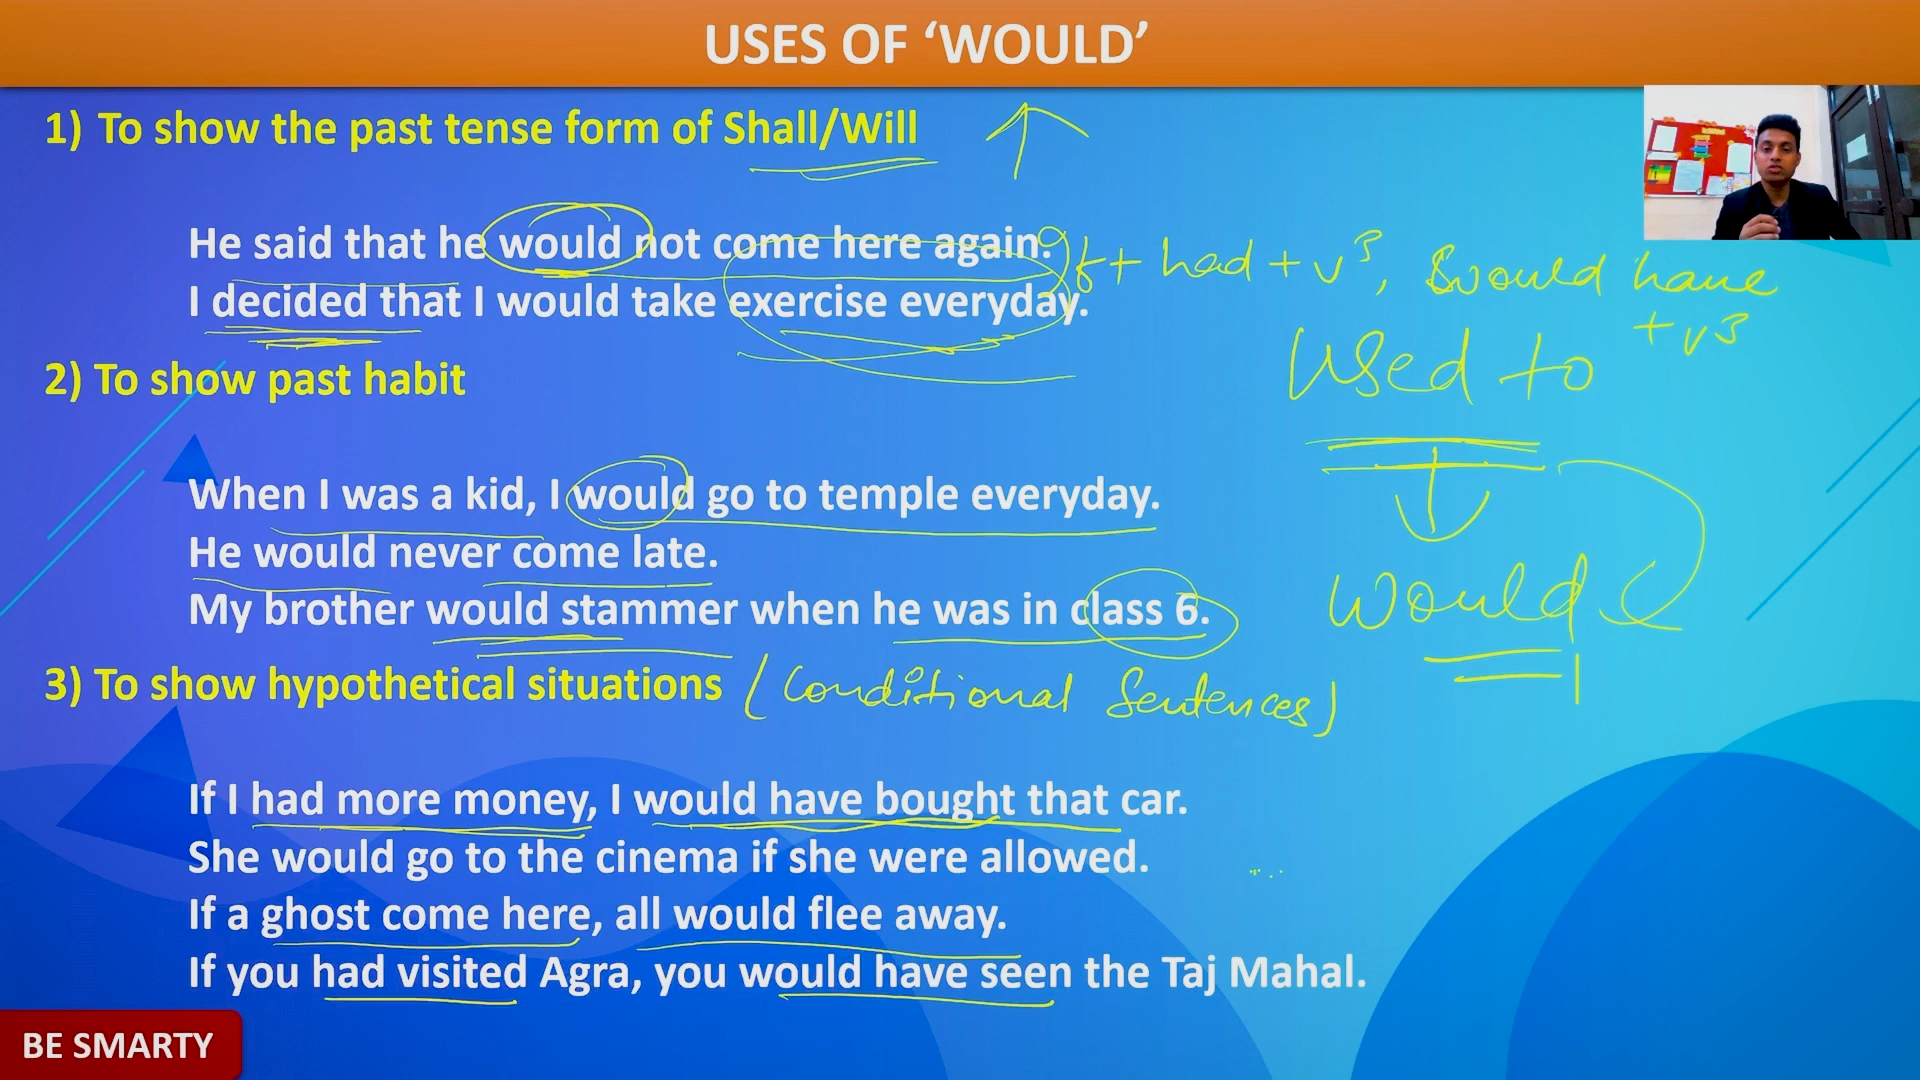 USES OF ‘WOULD’
1) To show the past tense form of Shall/Will
He said that he would not come here again.
If + had + v³, would have
+ v3
I decided that I would take exercise everyday.
Used to
2) To show past habit
When I was a kid, I would go to temple everyday.
He would never come late.
Would
My brother would stammer when he was in class 6.
3) To show hypothetical situations (Conditional Sentences)
If I had more money, I would have bought that car.
She would go to the cinema if she were allowed.
If a ghost come here, all would flee away.
If you had visited Agra, you would have seen the Taj Mahal.
BE SMARTY